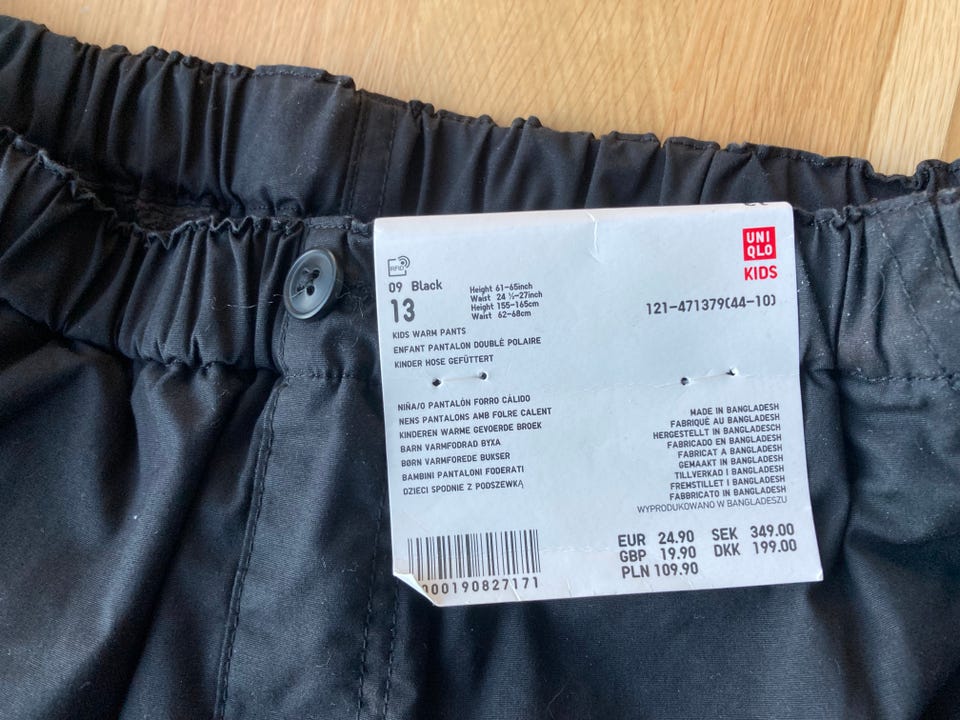 UNI
QLO
KIDS
RFID
09 Black
13
Height 61-65inch
Waist 24 ½-27inch
Height 155-165cm
Waist 62-68cm
121-471379(44-10)
KIDS WARM PANTS
ENFANT PANTALON DOUBLÈ POLAIRE
KINDER HOSE GEFÜTTERT
NIÑA/O PANTALÓN FORRO CÁLIDO
NENS PANTALONS AMB FOLRE CALENT
KINDEREN WARME GEVOERDE BROEK
BARN VARMFODRAD BYXA
BØRN VARMFOREDE BUKSER
BAMBINI PANTALONI FODERATI
DZIECI SPODNIE Z PODSZEWKĄ
MADE IN BANGLADESH
FABRIQUÉ AU BANGLADESH
HERGESTELLT IN BANGLADESCH
FABRICADO EN BANGLADESH
FABRICAT A BANGLADESH
GEMAAKT IN BANGLADESH
TILLVERKAD I BANGLADESH
FREMSTILLET I BANGLADESH
FABBRICATO IN BANGLADESH
WYPRODUKOWANO W BANGLADESZU
EUR 24.90 SEK 349.00
GBP 19.90 DKK 199.00
PLN 109.90
000190827171